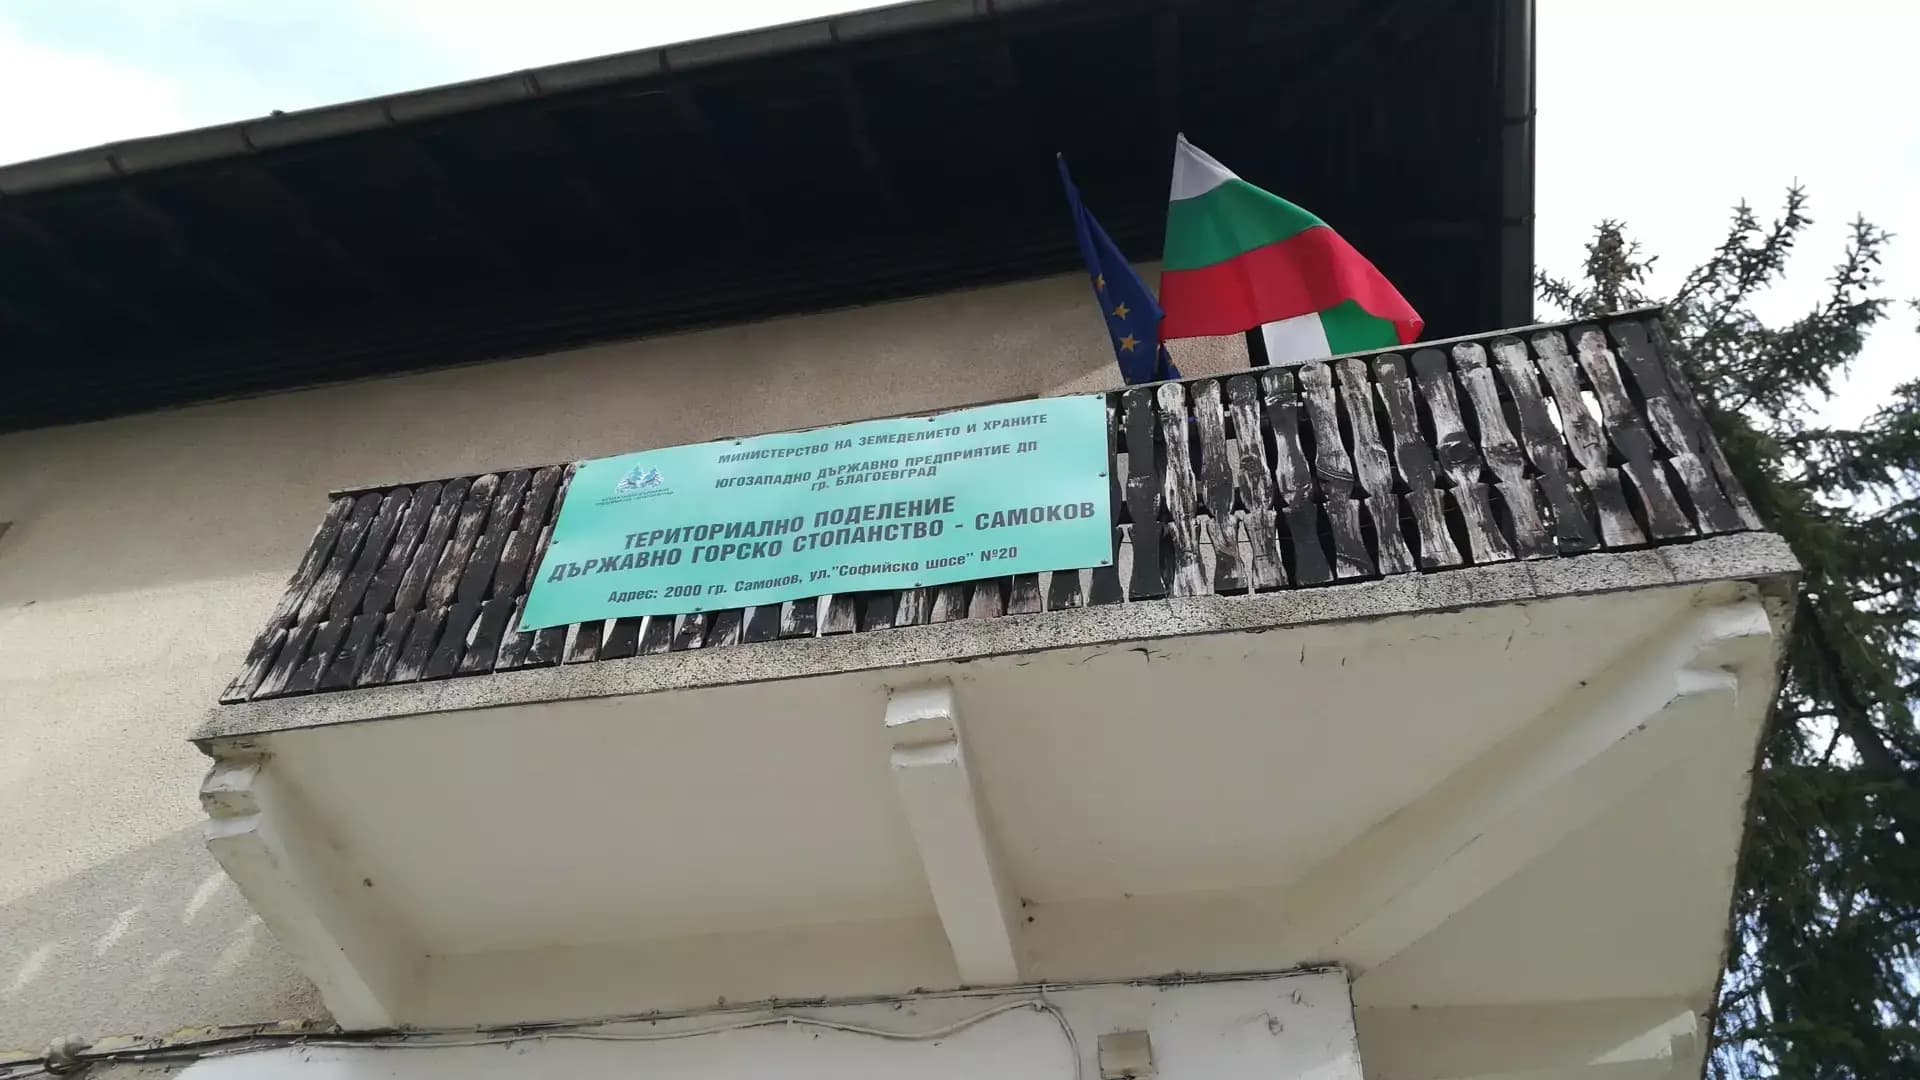 МИНИСТЕРСТВО НА ЗЕМЕДЕЛИЕТО И ХРАНИТЕ
ЮГОЗАПАДНО ДЪРЖАВНО ПРЕДПРИЯТИЕ ДП
ГР. БЛАГОЕВГРАД
ТЕРИТОРИАЛНО ПОДЕЛЕНИЕ
ДЪРЖАВНО ГОРСКО СТОПАНСТВО - САМОКОВ
Адрес: 2000 гр. Самоков, ул."Софийско шосе" №20